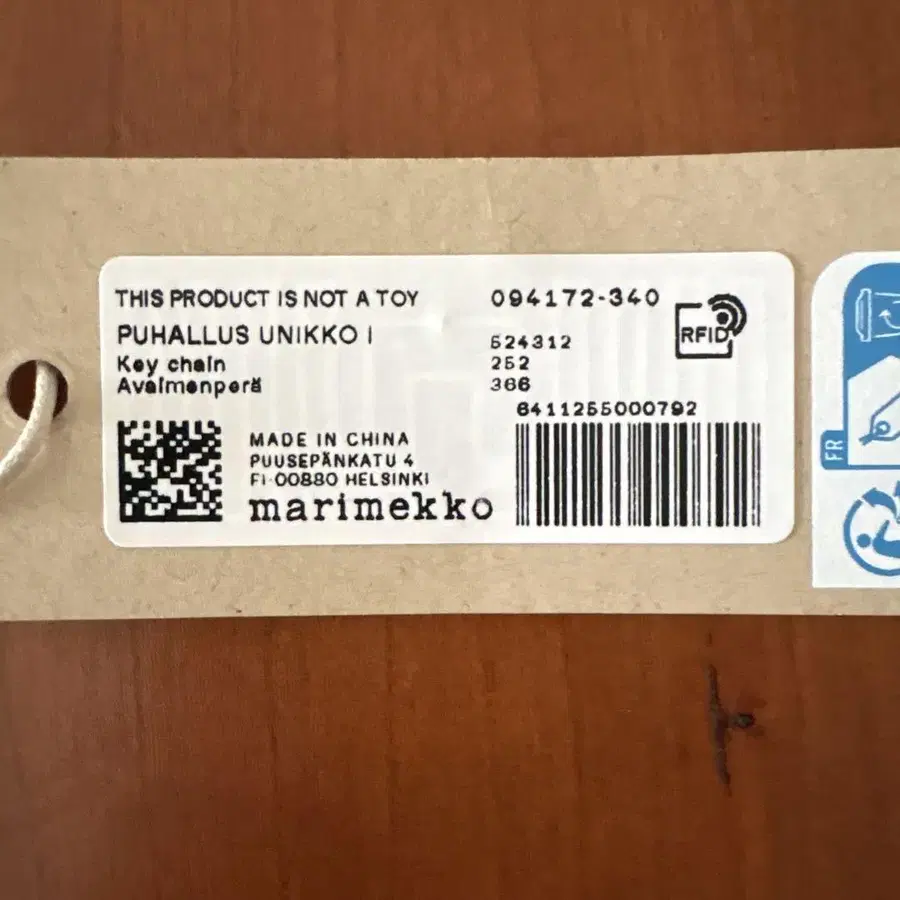 THIS PRODUCT IS NOT A TOY
PUHALLUS UNIKKO I
Key chain
Avaimenperä
094172-340
RFID
524312
252
366
6411255000792
MADE IN CHINA
PUUSEPÄNKATU 4
FI-00880 HELSINKI
marimekko
FR